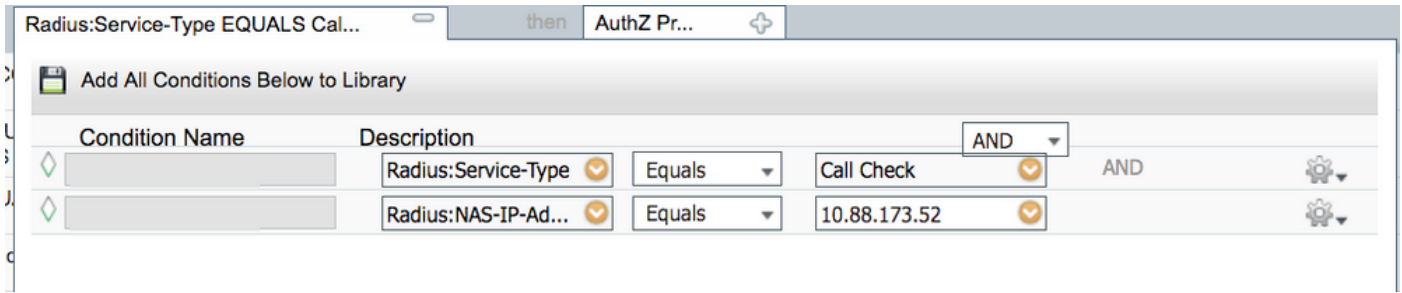 Radius:Service-Type EQUALS Cal... then AuthZ Pr...
Add All Conditions Below to Library
Condition Name Description AND
Radius:Service-Type Equals Call Check AND
Radius:NAS-IP-Ad... Equals 10.88.173.52